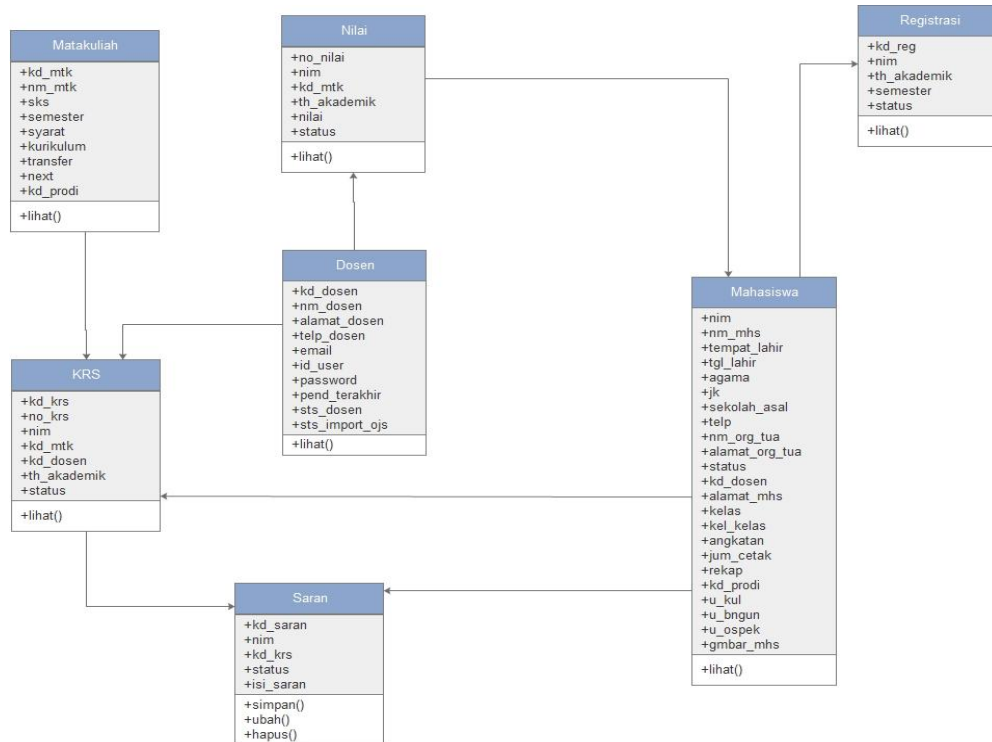 Matakuliah
+kd_mtk
+nm_mtk
+sks
+semester
+syarat
+kurikulum
+transfer
+next
+kd_prodi
+lihat()
Nilai
+no_nilai
+nim
+kd_mtk
+th_akademik
+nilai
+status
+lihat()
Registrasi
+kd_reg
+nim
+th_akademik
+semester
+status
+lihat()
Dosen
+kd_dosen
+nm_dosen
+alamat_dosen
+telp_dosen
+email
+id_user
+password
+pend_terakhir
+sts_dosen
+sts_import_ojs
+lihat()
Mahasiswa
+nim
+nm_mhs
+tempat_lahir
+tgl_lahir
+agama
+jk
+sekolah_asal
+telp
+nm_org_tua
+alamat_org_tua
+status
+kd_dosen
+alamat_mhs
+kelas
+kel_kelas
+angkatan
+jum_cetak
+rekap
+kd_prodi
+u_kul
+u_bngun
+u_ospek
+gmbar_mhs
+lihat()
KRS
+kd_krs
+no_krs
+nim
+kd_mtk
+kd_dosen
+th_akademik
+status
+lihat()
Saran
+kd_saran
+nim
+kd_krs
+status
+isi_saran
+simpan()
+ubah()
+hapus()